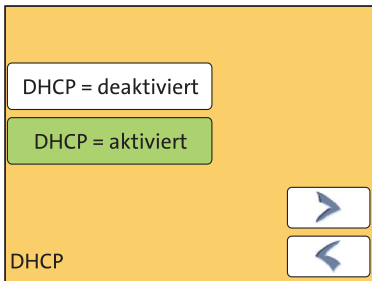 DHCP = deaktiviert
DHCP = aktiviert
DHCP